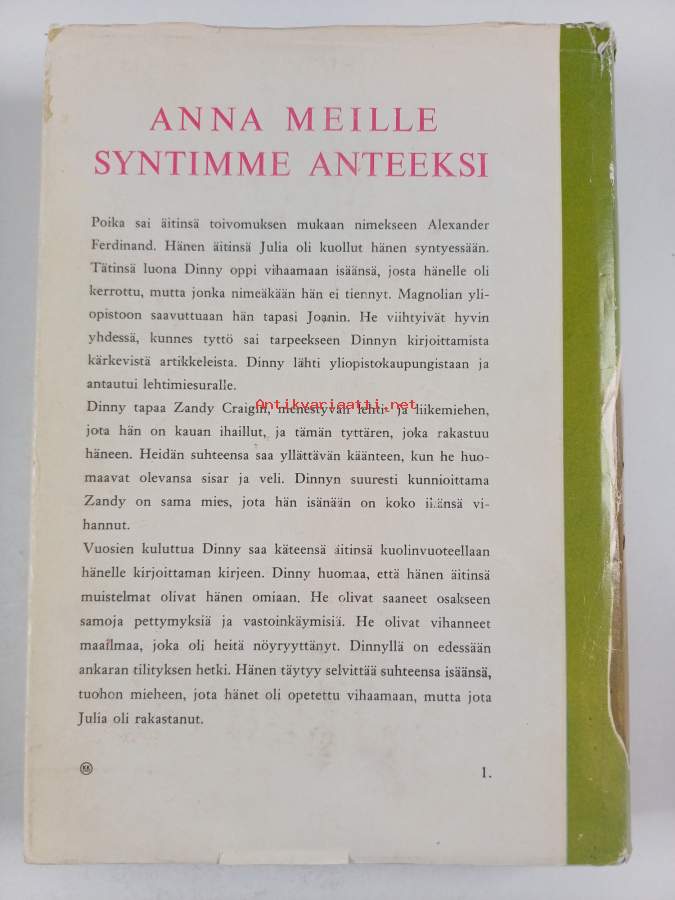 ANNA MEILLE
SYNTIMME ANTEEKSI
Poika sai äitinsä toivomuksen mukaan nimekseen Alexander
Ferdinand. Hänen äitinsä Julia oli kuollut hänen syntyessään.
Tätinsä luona Dinny oppi vihaamaan isäänsä, josta hänelle oli
kerrottu, mutta jonka nimeäkään hän ei tiennyt. Magnolian yli-
opistoon saavuttuaan hän tapasi Joanin. He viihtyivät hyvin
yhdessä, kunnes tyttö sai tarpeekseen Dinnyn kirjoittamista
kärkevistä artikkeleista. Dinny lähti yliopistokaupungistaan ja
antautui lehtimiesuralle.
Antikvariaatti.net
Dinny tapaa Zandy Craigin, menestyvän lehti- ja liikemiehen,
jota hän on kauan ihaillut, ja tämän tyttären, joka rakastuu
häneen. Heidän suhteensa saa yllättävän käänteen, kun he huo-
maavat olevansa sisar ja veli. Dinnyn suuresti kunnioittama
Zandy on sama mies, jota hän isänään on koko ikänsä vi-
hannut.
Vuosien kuluttua Dinny saa käteensä äitinsä kuolinvuoteellaan
hänelle kirjoittaman kirjeen. Dinny huomaa, että hänen äitinsä
muistelmat olivat hänen omiaan. He olivat saaneet osakseen
samoja pettymyksiä ja vastoinkäymisiä. He olivat vihanneet
maailmaa, joka oli heitä nöyryyttänyt. Dinnyllä on edessään
ankaran tilityksen hetki. Hänen täytyy selvittää suhteensa isäänsä,
tuohon mieheen, jota hänet oli opetettu vihaamaan, mutta jota
Julia oli rakastanut.
KK
1.